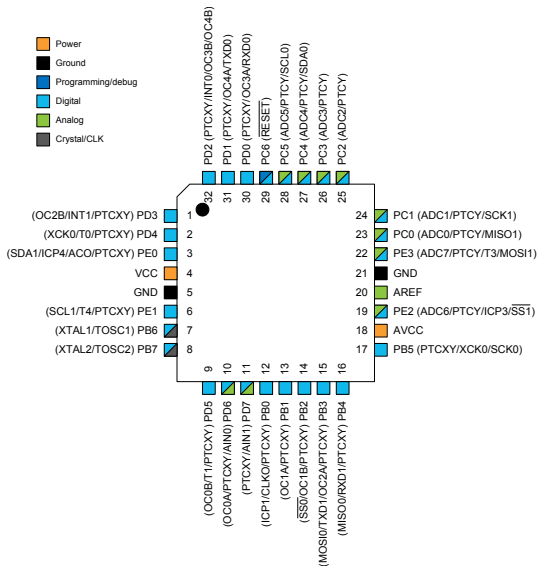 Power
Ground
Programming/debug
Digital
Analog
Crystal/CLK
PD2 (PTCXY/INT0/OC3B/OC4B)
PD1 (PTCXY/OC4A/TXD0)
PD0 (PTCXY/OC3A/RXD0)
PC6 (RESET)
PC5 (ADC5/PTCY/SCL0)
PC4 (ADC4/PTCY/SDA0)
PC3 (ADC3/PTCY)
PC2 (ADC2/PTCY)
32
31
30
29
28
27
26
25
(OC2B/INT1/PTCXY) PD3 1
(XCK0/T0/PTCXY) PD4 2
(SDA1/ICP4/ACO/PTCXY) PE0 3
VCC 4
GND 5
(SCL1/T4/PTCXY) PE1 6
(XTAL1/TOSC1) PB6 7
(XTAL2/TOSC2) PB7 8
24 PC1 (ADC1/PTCY/SCK1)
23 PC0 (ADC0/PTCY/MISO1)
22 PE3 (ADC7/PTCY/T3/MOSI1)
21 GND
20 AREF
19 PE2 (ADC6/PTCY/ICP3/SS1)
18 AVCC
17 PB5 (PTCXY/XCK0/SCK0)
9
10
11
12
13
14
15
16
(OC0B/T1/PTCXY) PD5
(OC0A/PTCXY/AIN0) PD6
(PTCXY/AIN1) PD7
(ICP1/CLKO/PTCXY) PB0
(OC1A/PTCXY) PB1
(SS0/OC1B/PTCXY) PB2
(MOSI0/TXD1/OC2A/PTCXY) PB3
(MISO0/RXD1/PTCXY) PB4